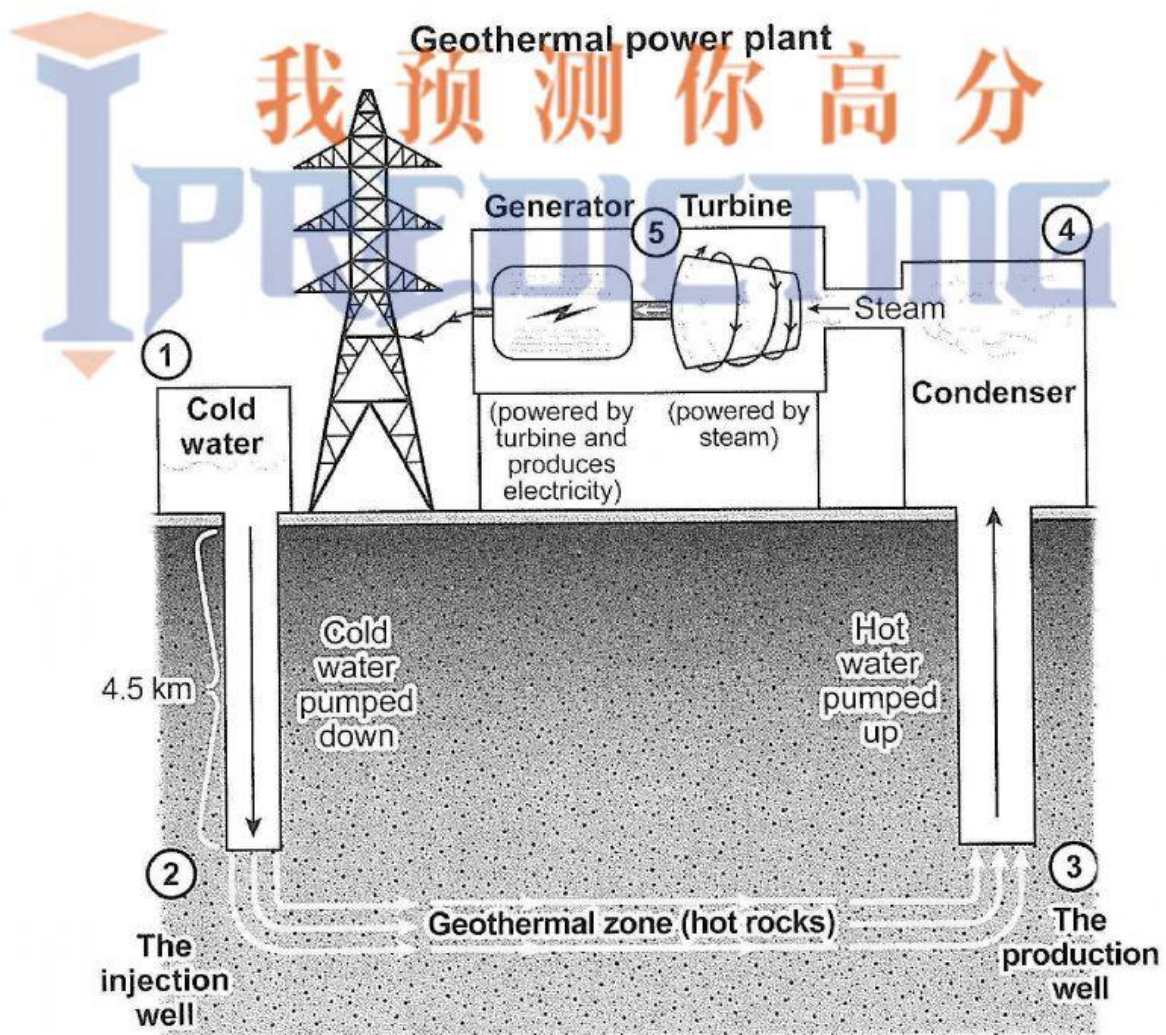 Geothermal power plant
我预测你高分
IPREDICTING
Generator
5
Turbine
4
Steam
1
Cold
water
Condenser
(powered by
turbine and
produces
electricity)
(powered by
steam)
Cold
water
pumped
down
Hot
water
pumped
up
4.5 km
2
3
Geothermal zone (hot rocks)
The
injection
well
The
production
well